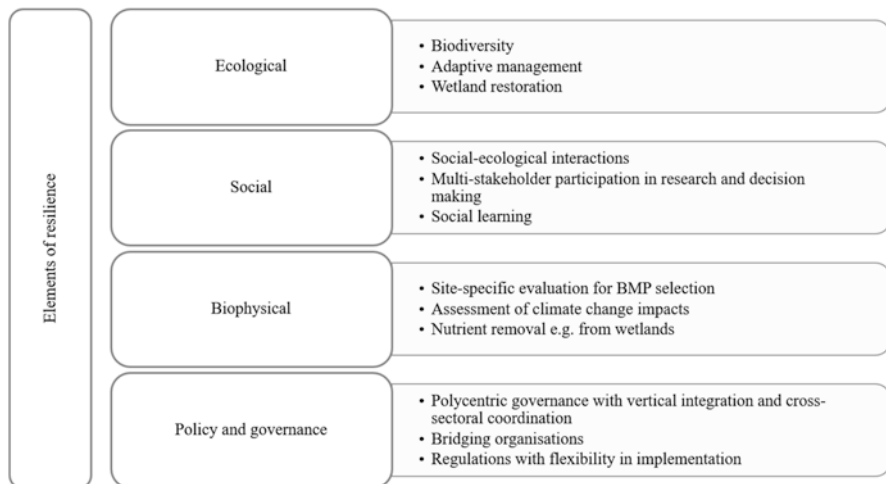 Elements of resilience
Ecological
• Biodiversity
• Adaptive management
• Wetland restoration
Social
• Social-ecological interactions
• Multi-stakeholder participation in research and decision
making
• Social learning
Biophysical
• Site-specific evaluation for BMP selection
• Assessment of climate change impacts
• Nutrient removal e.g. from wetlands
Policy and governance
• Polycentric governance with vertical integration and cross-
sectoral coordination
• Bridging organisations
• Regulations with flexibility in implementation